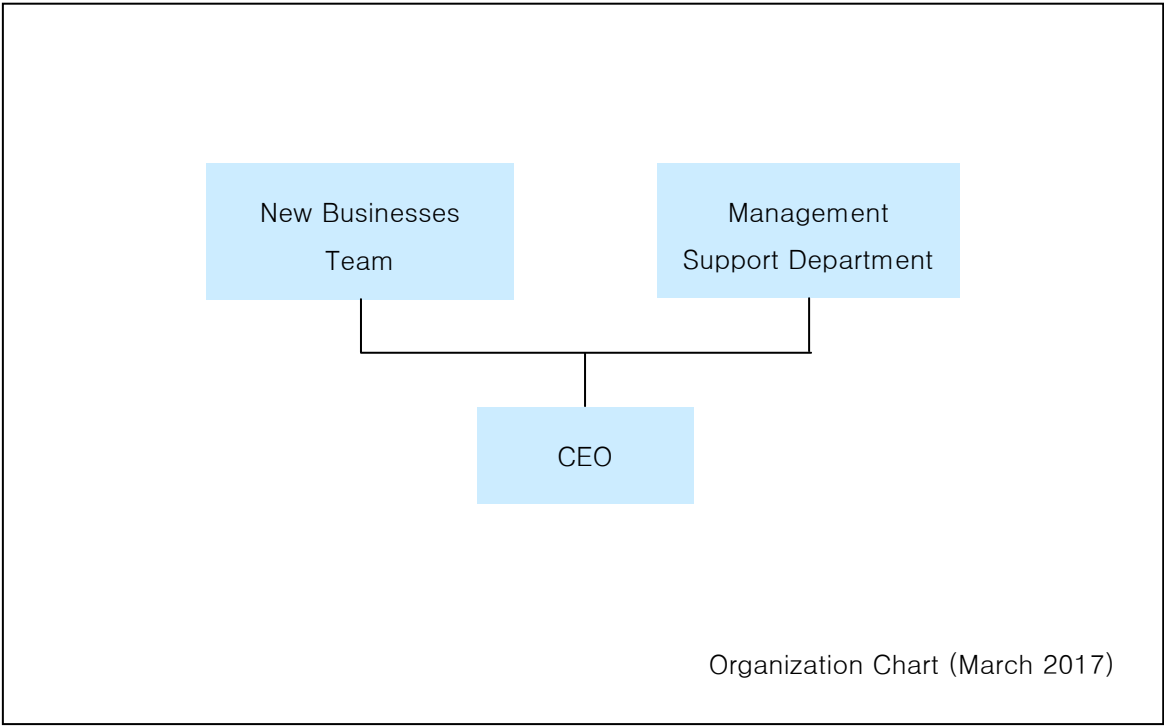 New Businesses
Team
Management
Support Department
CEO
Organization Chart (March 2017)